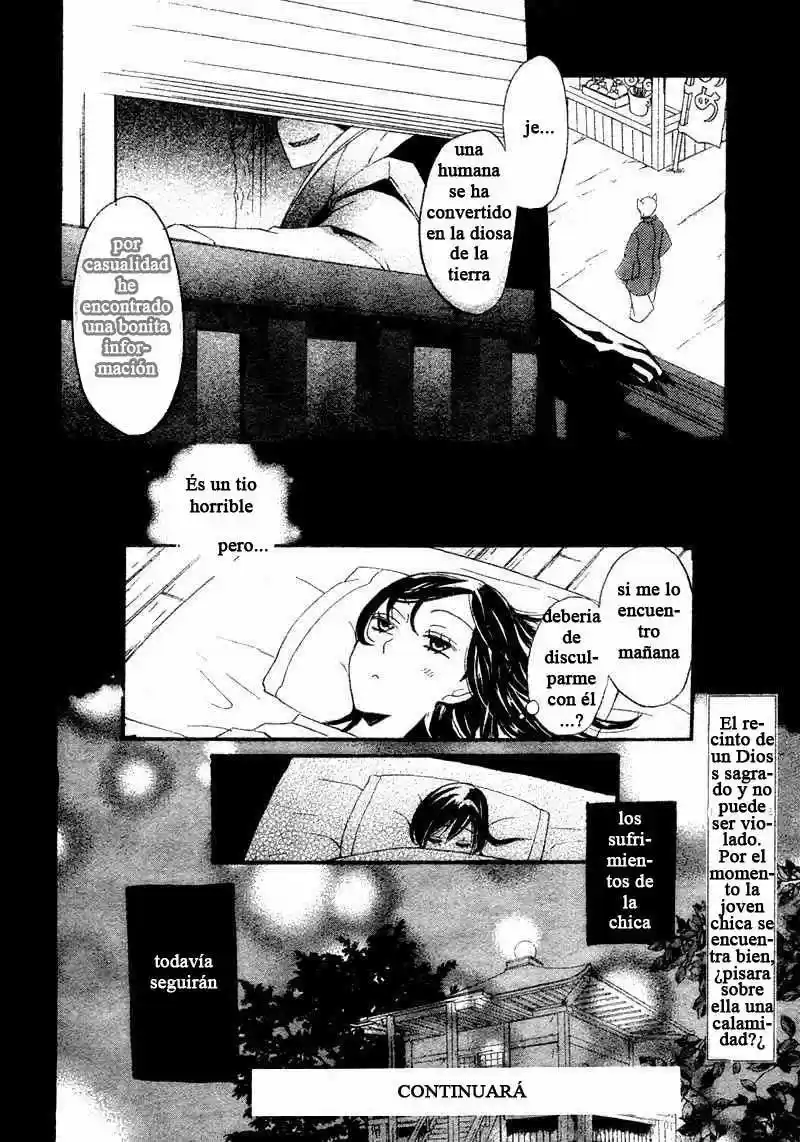 je...
una
humana
se ha
convertido
en la diosa
de la
tierra
por
casualidad
he
encontrado
una bonita
infor-
mación
És un tio
horrible
pero...
si me lo
encuen-
tro
mañana
deberia
de
discul-
parme
con él
...?
El re-
cinto de
un Dios
s sagra-
do y no
puede
ser vio-
lado.
Por el
momen-
to la
joven
chica se
encuen-
tra bien,
¿pisara
sobre
ella una
calami-
dad?¿
los
sufri-
mien-
tos de
la
chica
todavía
seguirán
CONTINUARÁ